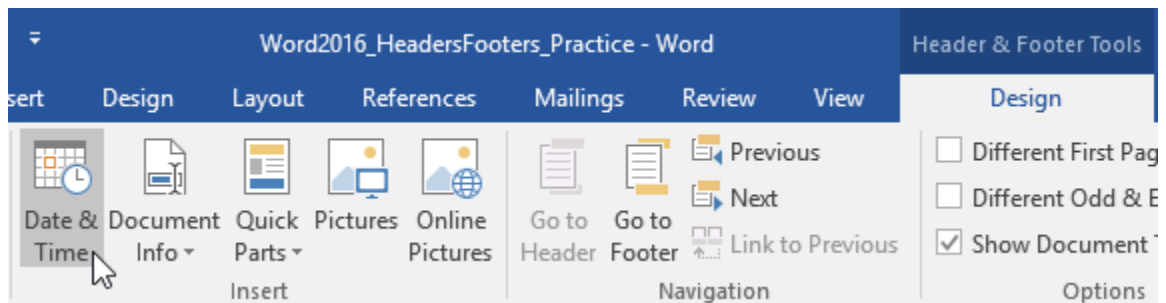 Word2016_HeadersFooters_Practice - Word
Header & Footer Tools
sert Design Layout References Mailings Review View Design
Date & Time
Document Info
Quick Parts
Pictures
Online Pictures
Go to Header
Go to Footer
Previous
Next
Link to Previous
Different First Pag
Different Odd & E
Show Document T
Insert
Navigation
Options